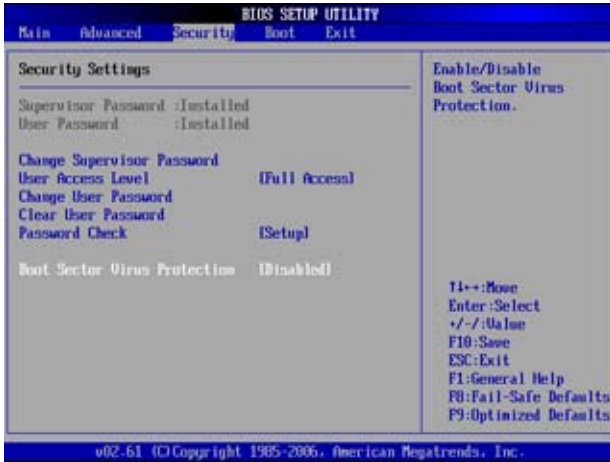 BIOS SETUP UTILITY
Main Advanced Security Boot Exit
Security Settings
Supervisor Password :Installed
User Password :Installed
Change Supervisor Password
User Access Level [Full Access]
Change User Password
Clear User Password
Password Check [Setup]
Boot Sector Virus Protection [Disabled]
Enable/Disable
Boot Sector Virus
Protection.
↑↓←→:Move
Enter:Select
+/-/:Value
F10:Save
ESC:Exit
F1:General Help
F8:Fail-Safe Defaults
F9:Optimized Defaults
v02.61 (C)Copyright 1985-2006, American Megatrends, Inc.